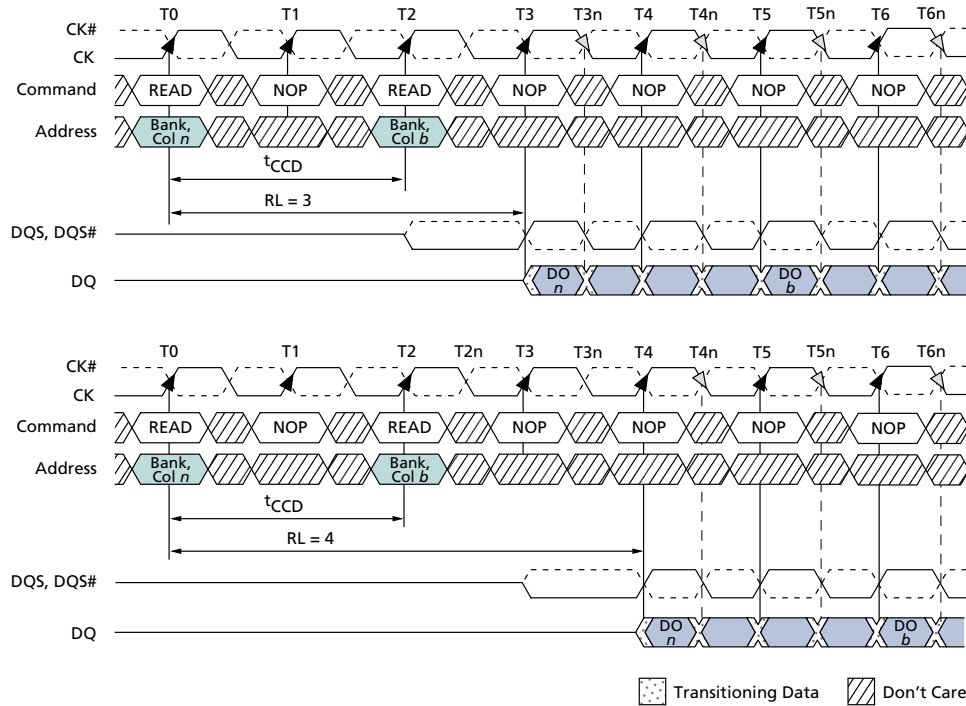 T0 T1 T2 T3 T3n T4 T4n T5 T5n T6 T6n
CK#
CK
Command READ NOP READ NOP NOP NOP NOP
Address Bank, Col n Bank, Col b
tCCD
RL = 3
DQS, DQS#
DQ DO n DO b
T0 T1 T2 T2n T3 T3n T4 T4n T5 T5n T6 T6n
CK#
CK
Command READ NOP READ NOP NOP NOP NOP
Address Bank, Col n Bank, Col b
tCCD
RL = 4
DQS, DQS#
DQ DO n DO b
Transitioning Data Don't Care